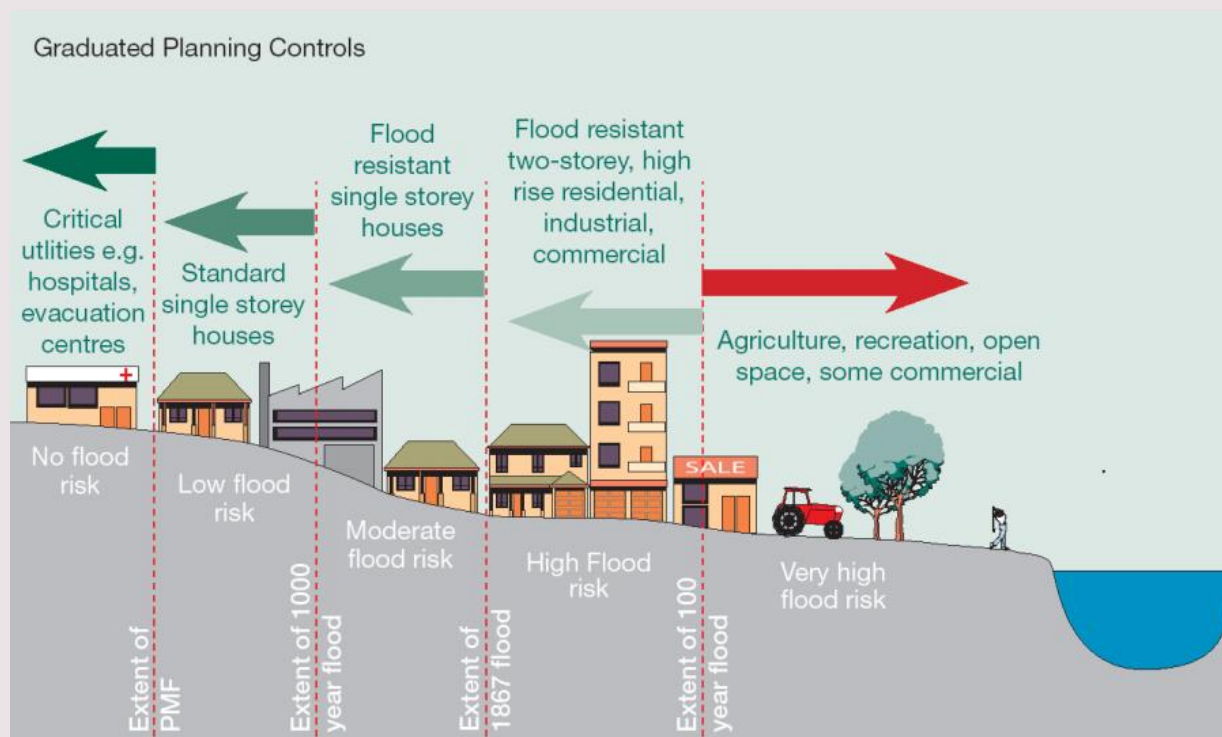 Graduated Planning Controls
Critical
utlities e.g.
hospitals,
evacuation
centres
Standard
single storey
houses
Flood
resistant
single storey
houses
Flood resistant
two-storey, high
rise residential,
industrial,
commercial
Agriculture, recreation, open
space, some commercial
SALE
No flood
risk
Low flood
risk
Moderate
flood risk
High Flood
risk
Very high
flood risk
Extent of
PMF
Extent of 1000
year flood
Extent of
1867 flood
Extent of 100
year flood